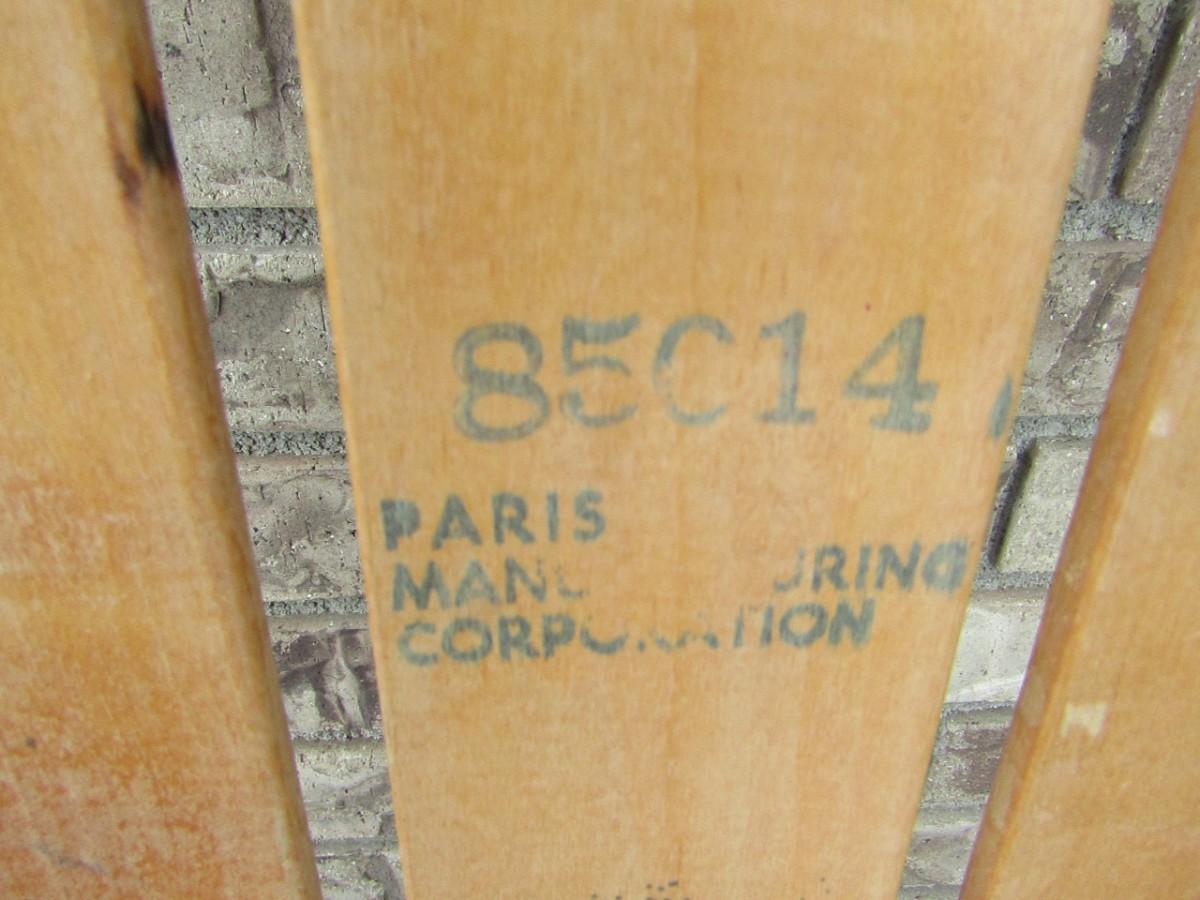 85C14
PARIS
MANUFACTURING
CORPORATION